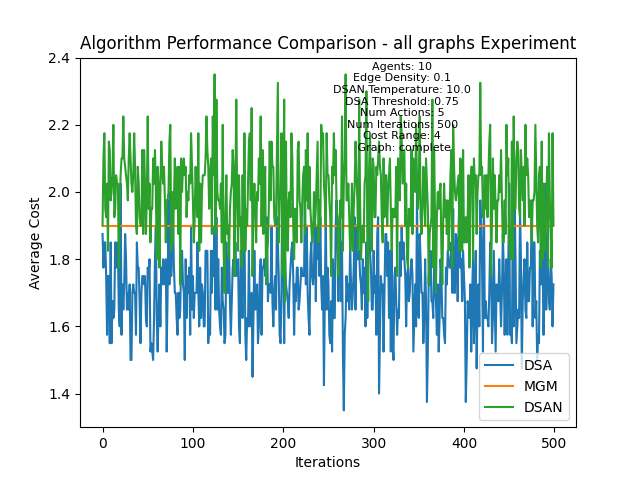 Algorithm Performance Comparison - all graphs Experiment
Agents: 10
Edge Density: 0.1
DSAN Temperature: 10.0
DSA Threshold: 0.75
Num Actions: 5
Num Iterations: 500
Cost Range: 4
Graph: complete
2.4
2.2
2.0
1.8
1.6
1.4
Average Cost
0
100
200
300
400
500
Iterations
DSA
MGM
DSAN